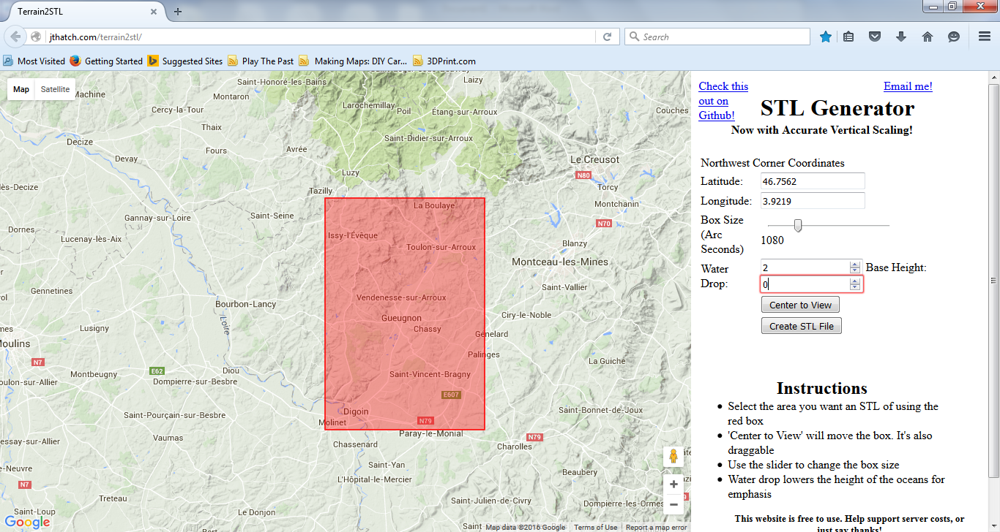 Terrain2STL
jthatch.com/terrain2stl/
Search
Most Visited
Getting Started
Suggested Sites
Play The Past
Making Maps: DIY Car...
3DPrint.com
Map
Satellite
Saint-Honoré-les-Bains
Laizy
Machine
Montaron
Cercy-la-Tour
Larochemillay
Poil
Étang-sur-Arroux
Couches
Thaix
Decize
Saint-Didier-sur-Arroux
Fours
Avrée
Devay
Le Creusot
Luzy
N80
Torcy
lès-Decize
Tazilly
La Boulaye
Montchanin
Gannay-sur-Loire
Saint-Seine
N70
Dornes
Lucenay-lès-Aix
Issy-l'Évêque
Toulon-sur-Arroux
Blanzy
Montceau-les-Mines
Saint-Vallier
Gennetines
Vendenesse-sur-Arroux
Bourbon-Lancy
Loire
Gueugnon
Chassy
Ciry-le-Noble
Lusigny
Génelard
Moulins
Palinges
N7
La Guiche
Montbeugny
E62
Diou
Saint-Vincent-Bragny
Dompierre-sur-Besbre
E607
Digoin
Saint-Bonnet-de-Joux
Saint-Pourçain-sur-Besbre
Molinet
N79
Paray-le-Monial
Vaumas
N79
Chassenard
Charolles
Saint-Yan
Beaubery
L'Hôpital-le-Mercier
N7
Treteau
Saint-Julien-de-Civry
Dompierre-les-Ormes
Saint-Loup
Le Donjon
Google
Map data ©2016 Google
Terms of Use
Report a map error
Check this
out on
Github!
Email me!
STL Generator
Now with Accurate Vertical Scaling!
Northwest Corner Coordinates
Latitude: 46.7562
Longitude: 3.9219
Box Size
(Arc
Seconds)
1080
Water
Drop:
2
Base Height:
0
Center to View
Create STL File
Instructions
Select the area you want an STL of using the
red box
'Center to View' will move the box. It's also
draggable
Use the slider to change the box size
Water drop lowers the height of the oceans for
emphasis
This website is free to use. Help support server costs, or
just say thanks!